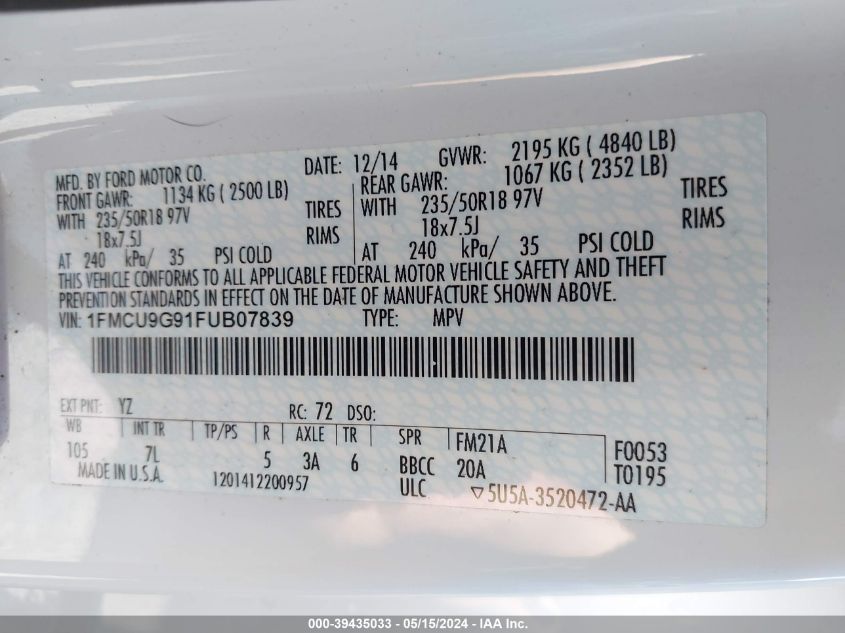 MFD. BY FORD MOTOR CO. DATE: 12/14 GVWR: 2195 KG ( 4840 LB)
FRONT GAWR: 1134 KG ( 2500 LB) REAR GAWR: 1067 KG ( 2352 LB)
WITH 235/50R18 97V TIRES WITH 235/50R18 97V TIRES
18x7.5J RIMS 18x7.5J RIMS
AT 240 kPa/ 35 PSI COLD AT 240 kPa/ 35 PSI COLD
THIS VEHICLE CONFORMS TO ALL APPLICABLE FEDERAL MOTOR VEHICLE SAFETY AND THEFT
PREVENTION STANDARDS IN EFFECT ON THE DATE OF MANUFACTURE SHOWN ABOVE.
VIN: 1FMCU9G91FUB07839 TYPE: MPV
EXT PNT: YZ RC: 72 DSO:
WB INT TR TP/PS R AXLE TR SPR FM21A F0053
105 7L 5 3A 6 BBCC 20A T0195
MADE IN U.S.A. 1201412200957 ULC ▽5U5A-3520472-AA
000-39435033 - 05/15/2024 - IAA Inc.